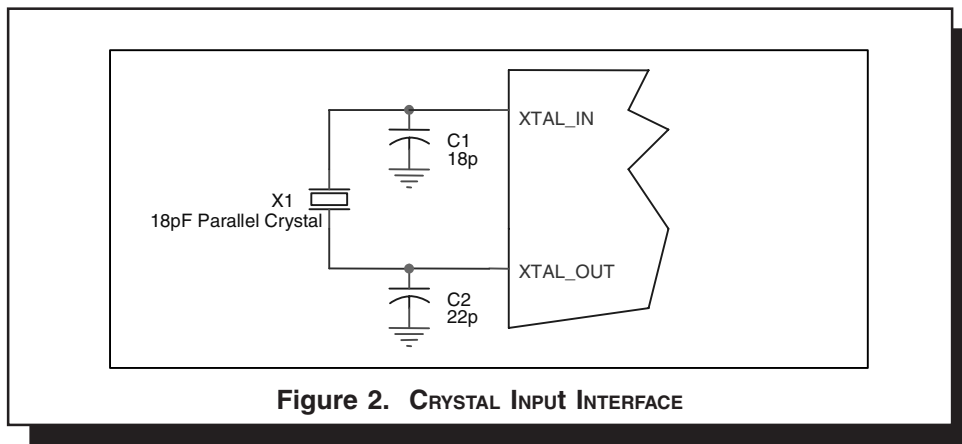 XTAL_IN
C1
18p
X1
18pF Parallel Crystal
XTAL_OUT
C2
22p
Figure 2. CRYSTAL INPUt INTERFACE